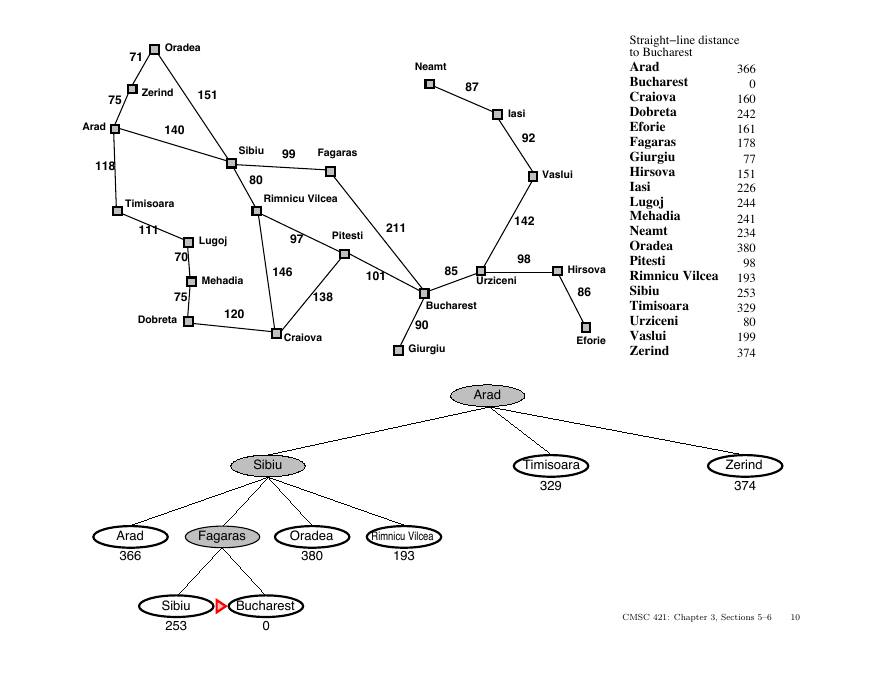 Oradea
71
Zerind
151
75
Arad
140
118
Sibiu
99
Fagaras
80
Rimnicu Vilcea
Timisoara
111
Lugoj
70
Mehadia
75
Dobreta
120
Craiova
146
97
Pitesti
138
101
211
Bucharest
90
Giurgiu
85
Urziceni
98
Hirsova
86
Eforie
142
Vaslui
92
Iasi
87
Neamt
Straight−line distance
to Bucharest
Arad 366
Bucharest 0
Craiova 160
Dobreta 242
Eforie 161
Fagaras 178
Giurgiu 77
Hirsova 151
Iasi 226
Lugoj 244
Mehadia 241
Neamt 234
Oradea 380
Pitesti 98
Rimnicu Vilcea 193
Sibiu 253
Timisoara 329
Urziceni 80
Vaslui 199
Zerind 374
Arad
Sibiu
Timisoara
Zerind
329
374
Arad
Fagaras
Oradea
Rimnicu Vilcea
366
380
193
Sibiu
Bucharest
253
0
CMSC 421: Chapter 3, Sections 5–6 10